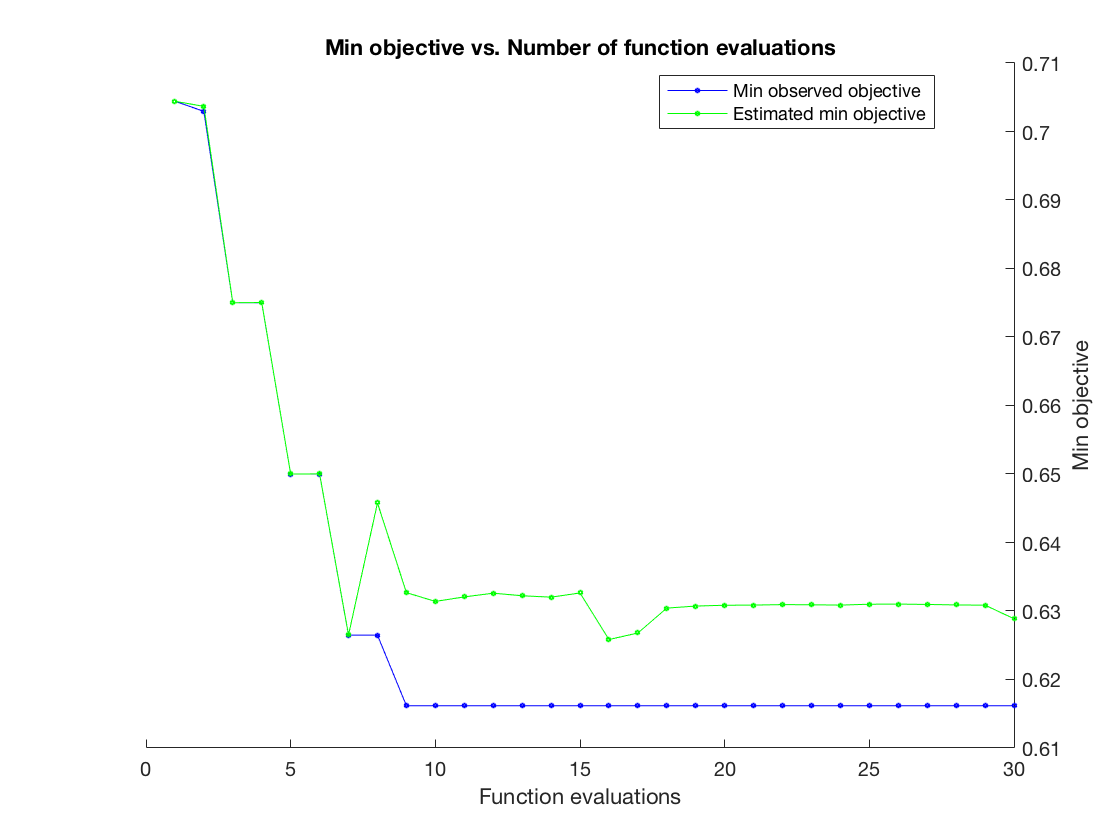 Min objective vs. Number of function evaluations
Min observed objective
Estimated min objective
0.71
0.7
0.69
0.68
0.67
0.66
0.65
0.64
0.63
0.62
0.61
Min objective
0 5 10 15 20 25 30
Function evaluations